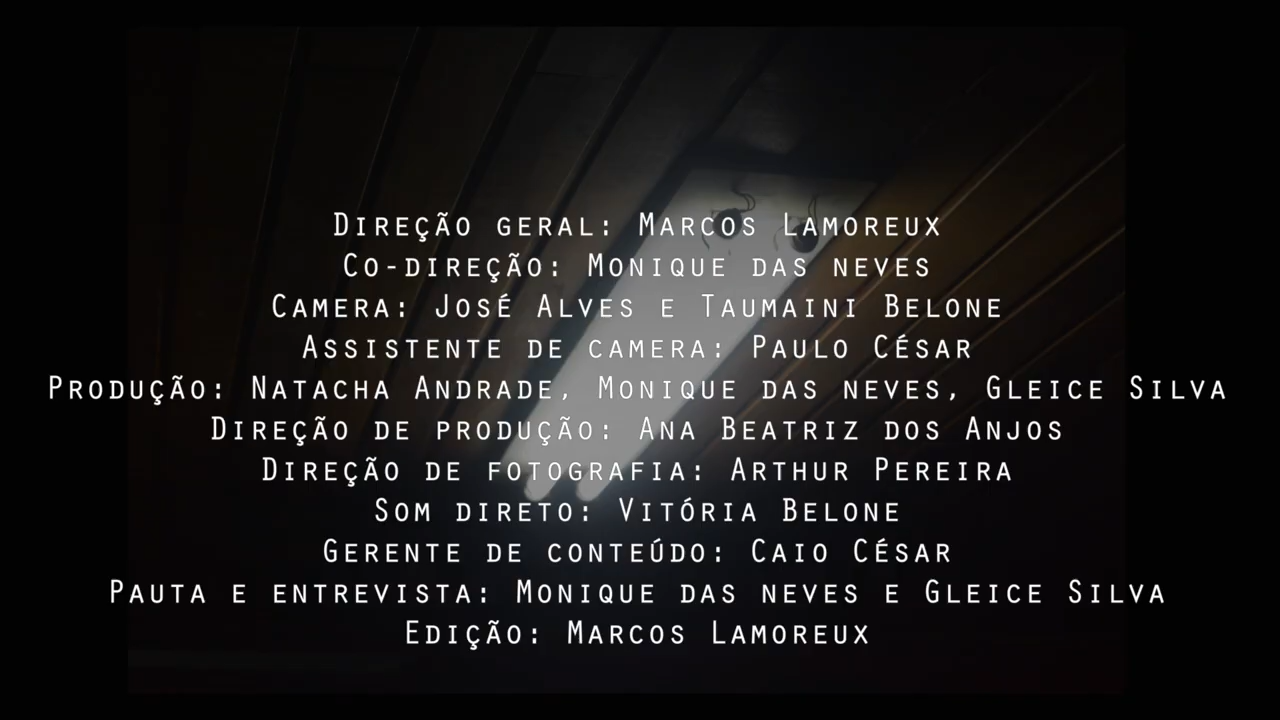 Direção geral: Marcos Lamoreux
Co-direção: Monique das neves
Camera: José Alves e Taumaini Belone
Assistente de camera: Paulo César
Produção: Natacha Andrade, Monique das neves, Gleice Silva
Direção de produção: Ana Beatriz dos Anjos
Direção de fotografia: Arthur Pereira
Som direto: Vitória Belone
Gerente de conteúdo: Caio César
Pauta e entrevista: Monique das neves e Gleice Silva
Edição: Marcos Lamoreux